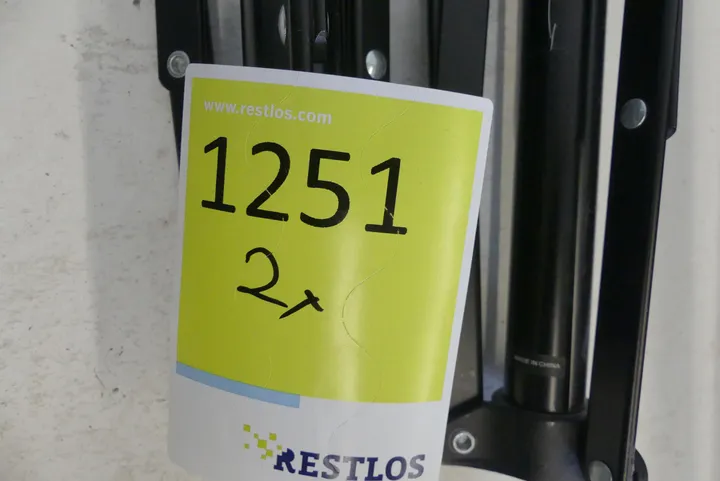 www.restlos.com
1251
2x
RESTLOS
MADE IN CHINA